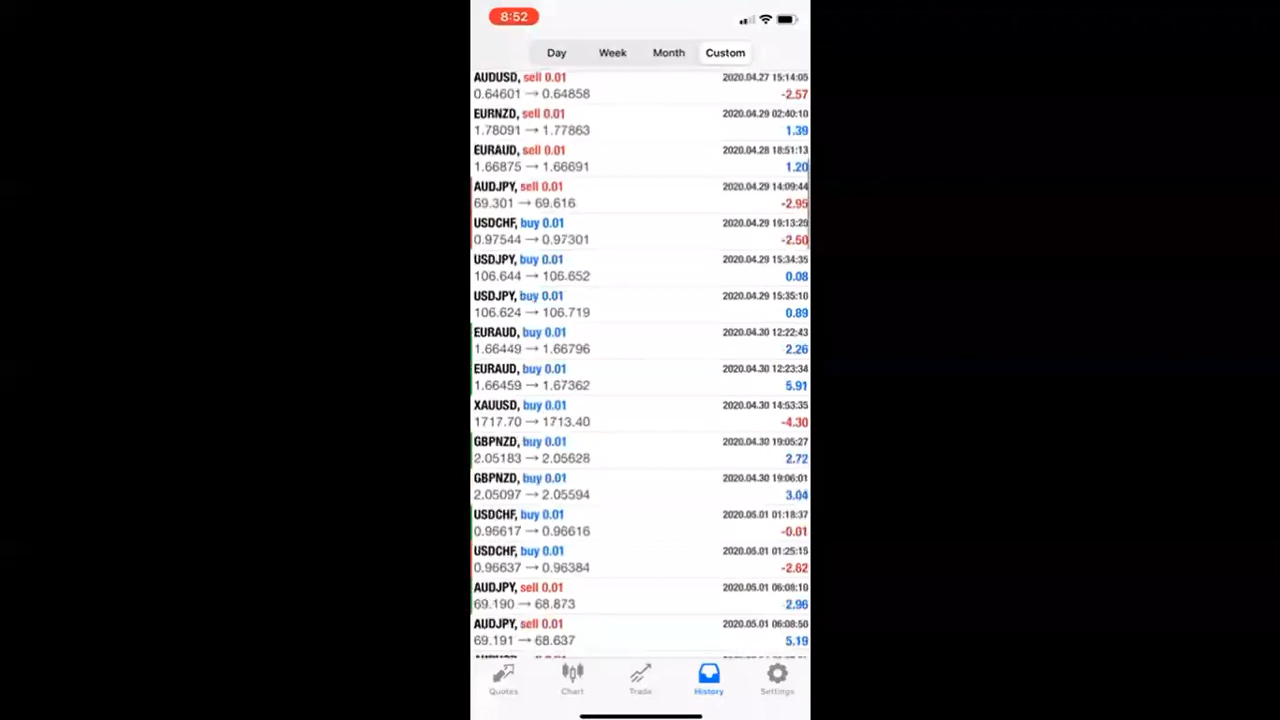 8:52
Day Week Month Custom
AUDUSD, sell 0.01 2020.04.27 15:14:05
0.64601 → 0.64858 -2.57
EURNZD, sell 0.01 2020.04.29 02:40:10
1.78091 → 1.77863 1.39
EURAUD, sell 0.01 2020.04.28 18:51:13
1.66875 → 1.66691 1.20
AUDJPY, sell 0.01 2020.04.29 14:09:44
69.301 → 69.616 -2.95
USDCHF, buy 0.01 2020.04.29 19:13:29
0.97544 → 0.97301 -2.50
USDJPY, buy 0.01 2020.04.29 15:34:35
106.644 → 106.652 0.08
USDJPY, buy 0.01 2020.04.29 15:35:10
106.624 → 106.719 0.89
EURAUD, buy 0.01 2020.04.30 12:22:43
1.66449 → 1.66796 2.26
EURAUD, buy 0.01 2020.04.30 12:23:34
1.66459 → 1.67362 5.91
XAUUSD, buy 0.01 2020.04.30 14:53:35
1717.70 → 1713.40 -4.30
GBPNZD, buy 0.01 2020.04.30 19:05:27
2.05183 → 2.05628 2.72
GBPNZD, buy 0.01 2020.04.30 19:06:01
2.05097 → 2.05594 3.04
USDCHF, buy 0.01 2020.05.01 01:18:37
0.96617 → 0.96616 -0.01
USDCHF, buy 0.01 2020.05.01 01:25:15
0.96637 → 0.96384 -2.62
AUDJPY, sell 0.01 2020.05.01 06:08:10
69.190 → 68.873 2.96
AUDJPY, sell 0.01 2020.05.01 06:08:50
69.191 → 68.637 5.19
Quotes Chart Trade History Settings